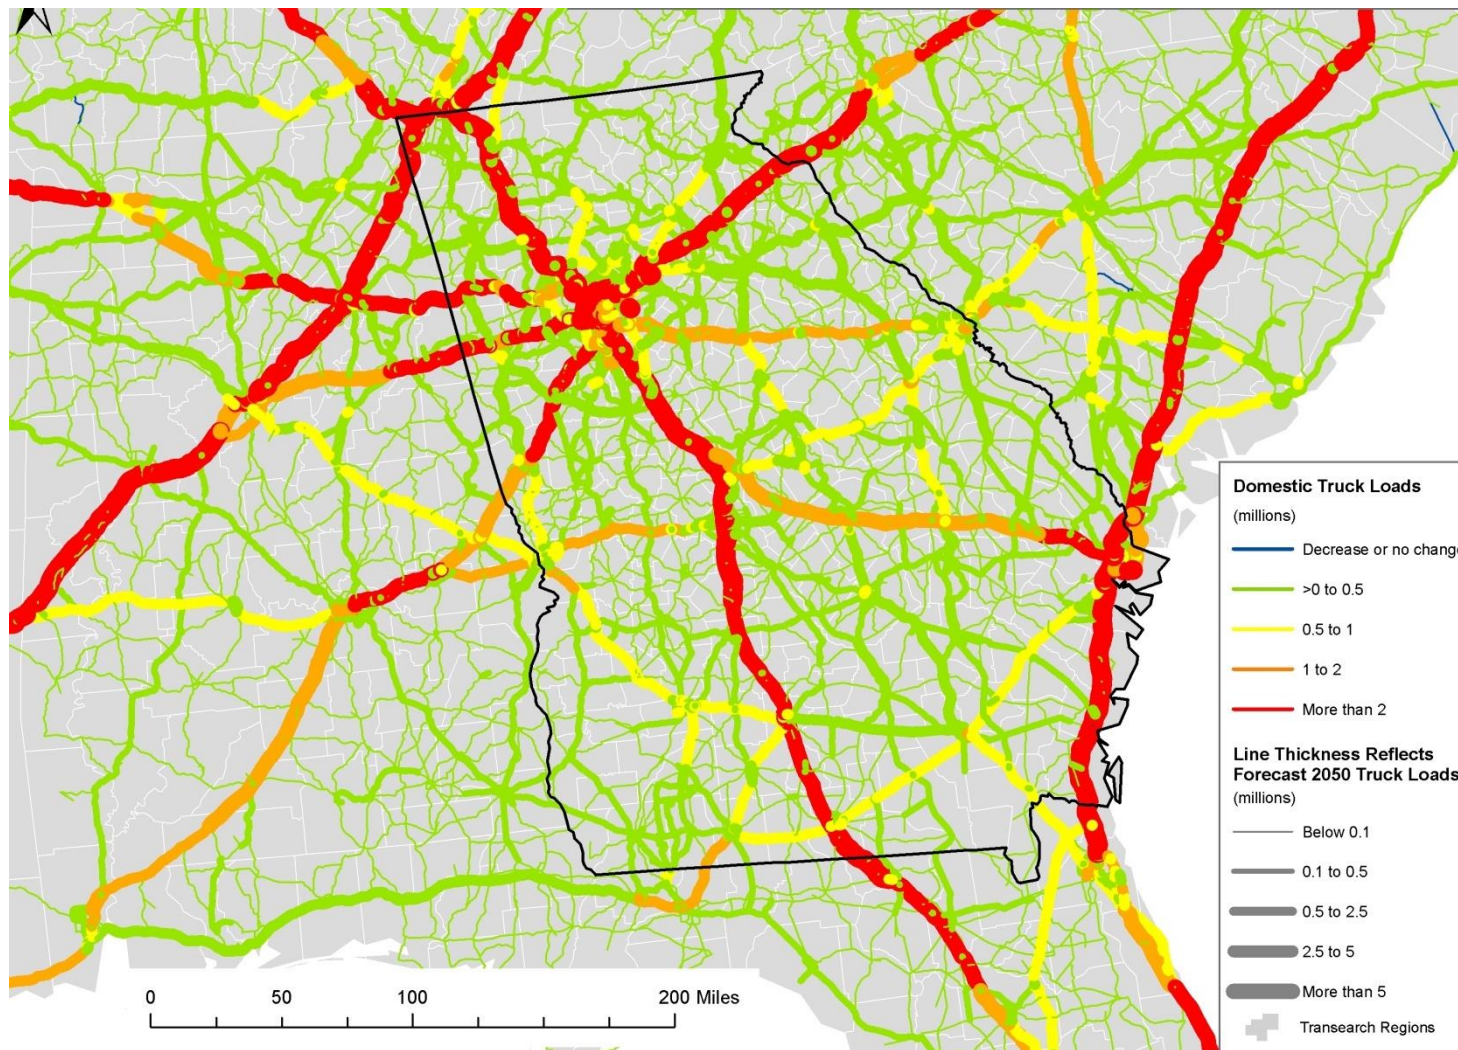 Domestic Truck Loads
(millions)
Decrease or no change
>0 to 0.5
0.5 to 1
1 to 2
More than 2
Line Thickness Reflects
Forecast 2050 Truck Loads
(millions)
Below 0.1
0.1 to 0.5
0.5 to 2.5
2.5 to 5
More than 5
Transearch Regions
0 50 100 200 Miles